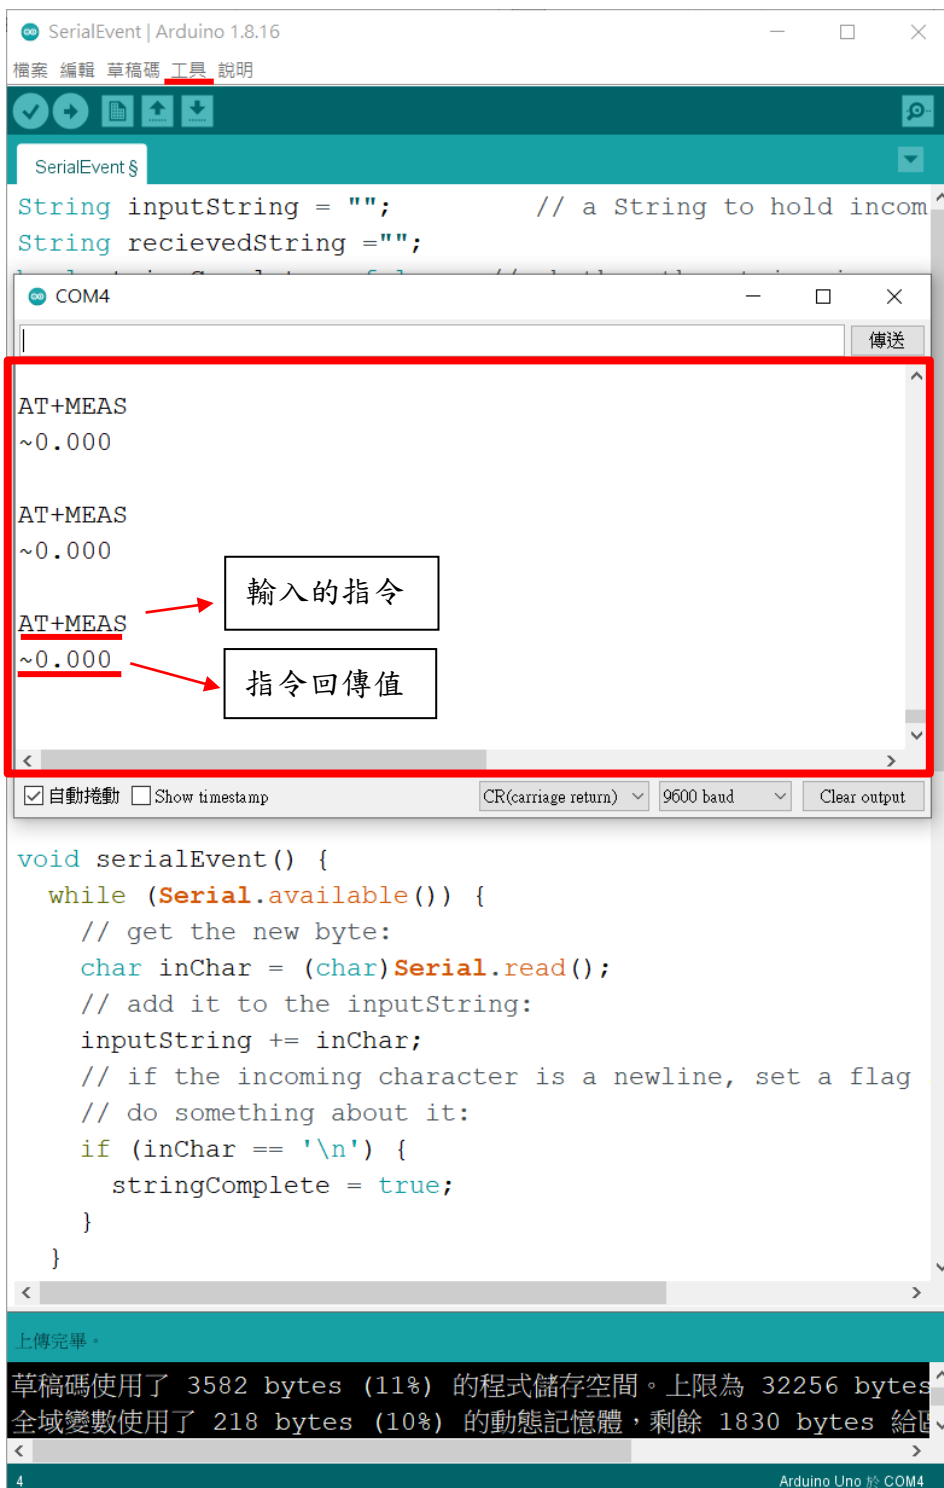 SerialEvent | Arduino 1.8.16
檔案 編輯 草稿碼 工具 說明
SerialEvent §
String inputString = "";         // a String to hold incom
String recievedString ="";
COM4
傳送
AT+MEAS
~0.000
AT+MEAS
~0.000
輸入的指令
AT+MEAS
~0.000
指令回傳值
自動捲動 Show timestamp CR(carriage return) 9600 baud Clear output
void serialEvent() {
  while (Serial.available()) {
    // get the new byte:
    char inChar = (char)Serial.read();
    // add it to the inputString:
    inputString += inChar;
    // if the incoming character is a newline, set a flag
    // do something about it:
    if (inChar == '\n') {
      stringComplete = true;
    }
  }
上傳完畢。
草稿碼使用了 3582 bytes (11%) 的程式儲存空間。上限為 32256 bytes
全域變數使用了 218 bytes (10%) 的動態記憶體，剩餘 1830 bytes 給
4
Arduino Uno 於 COM4